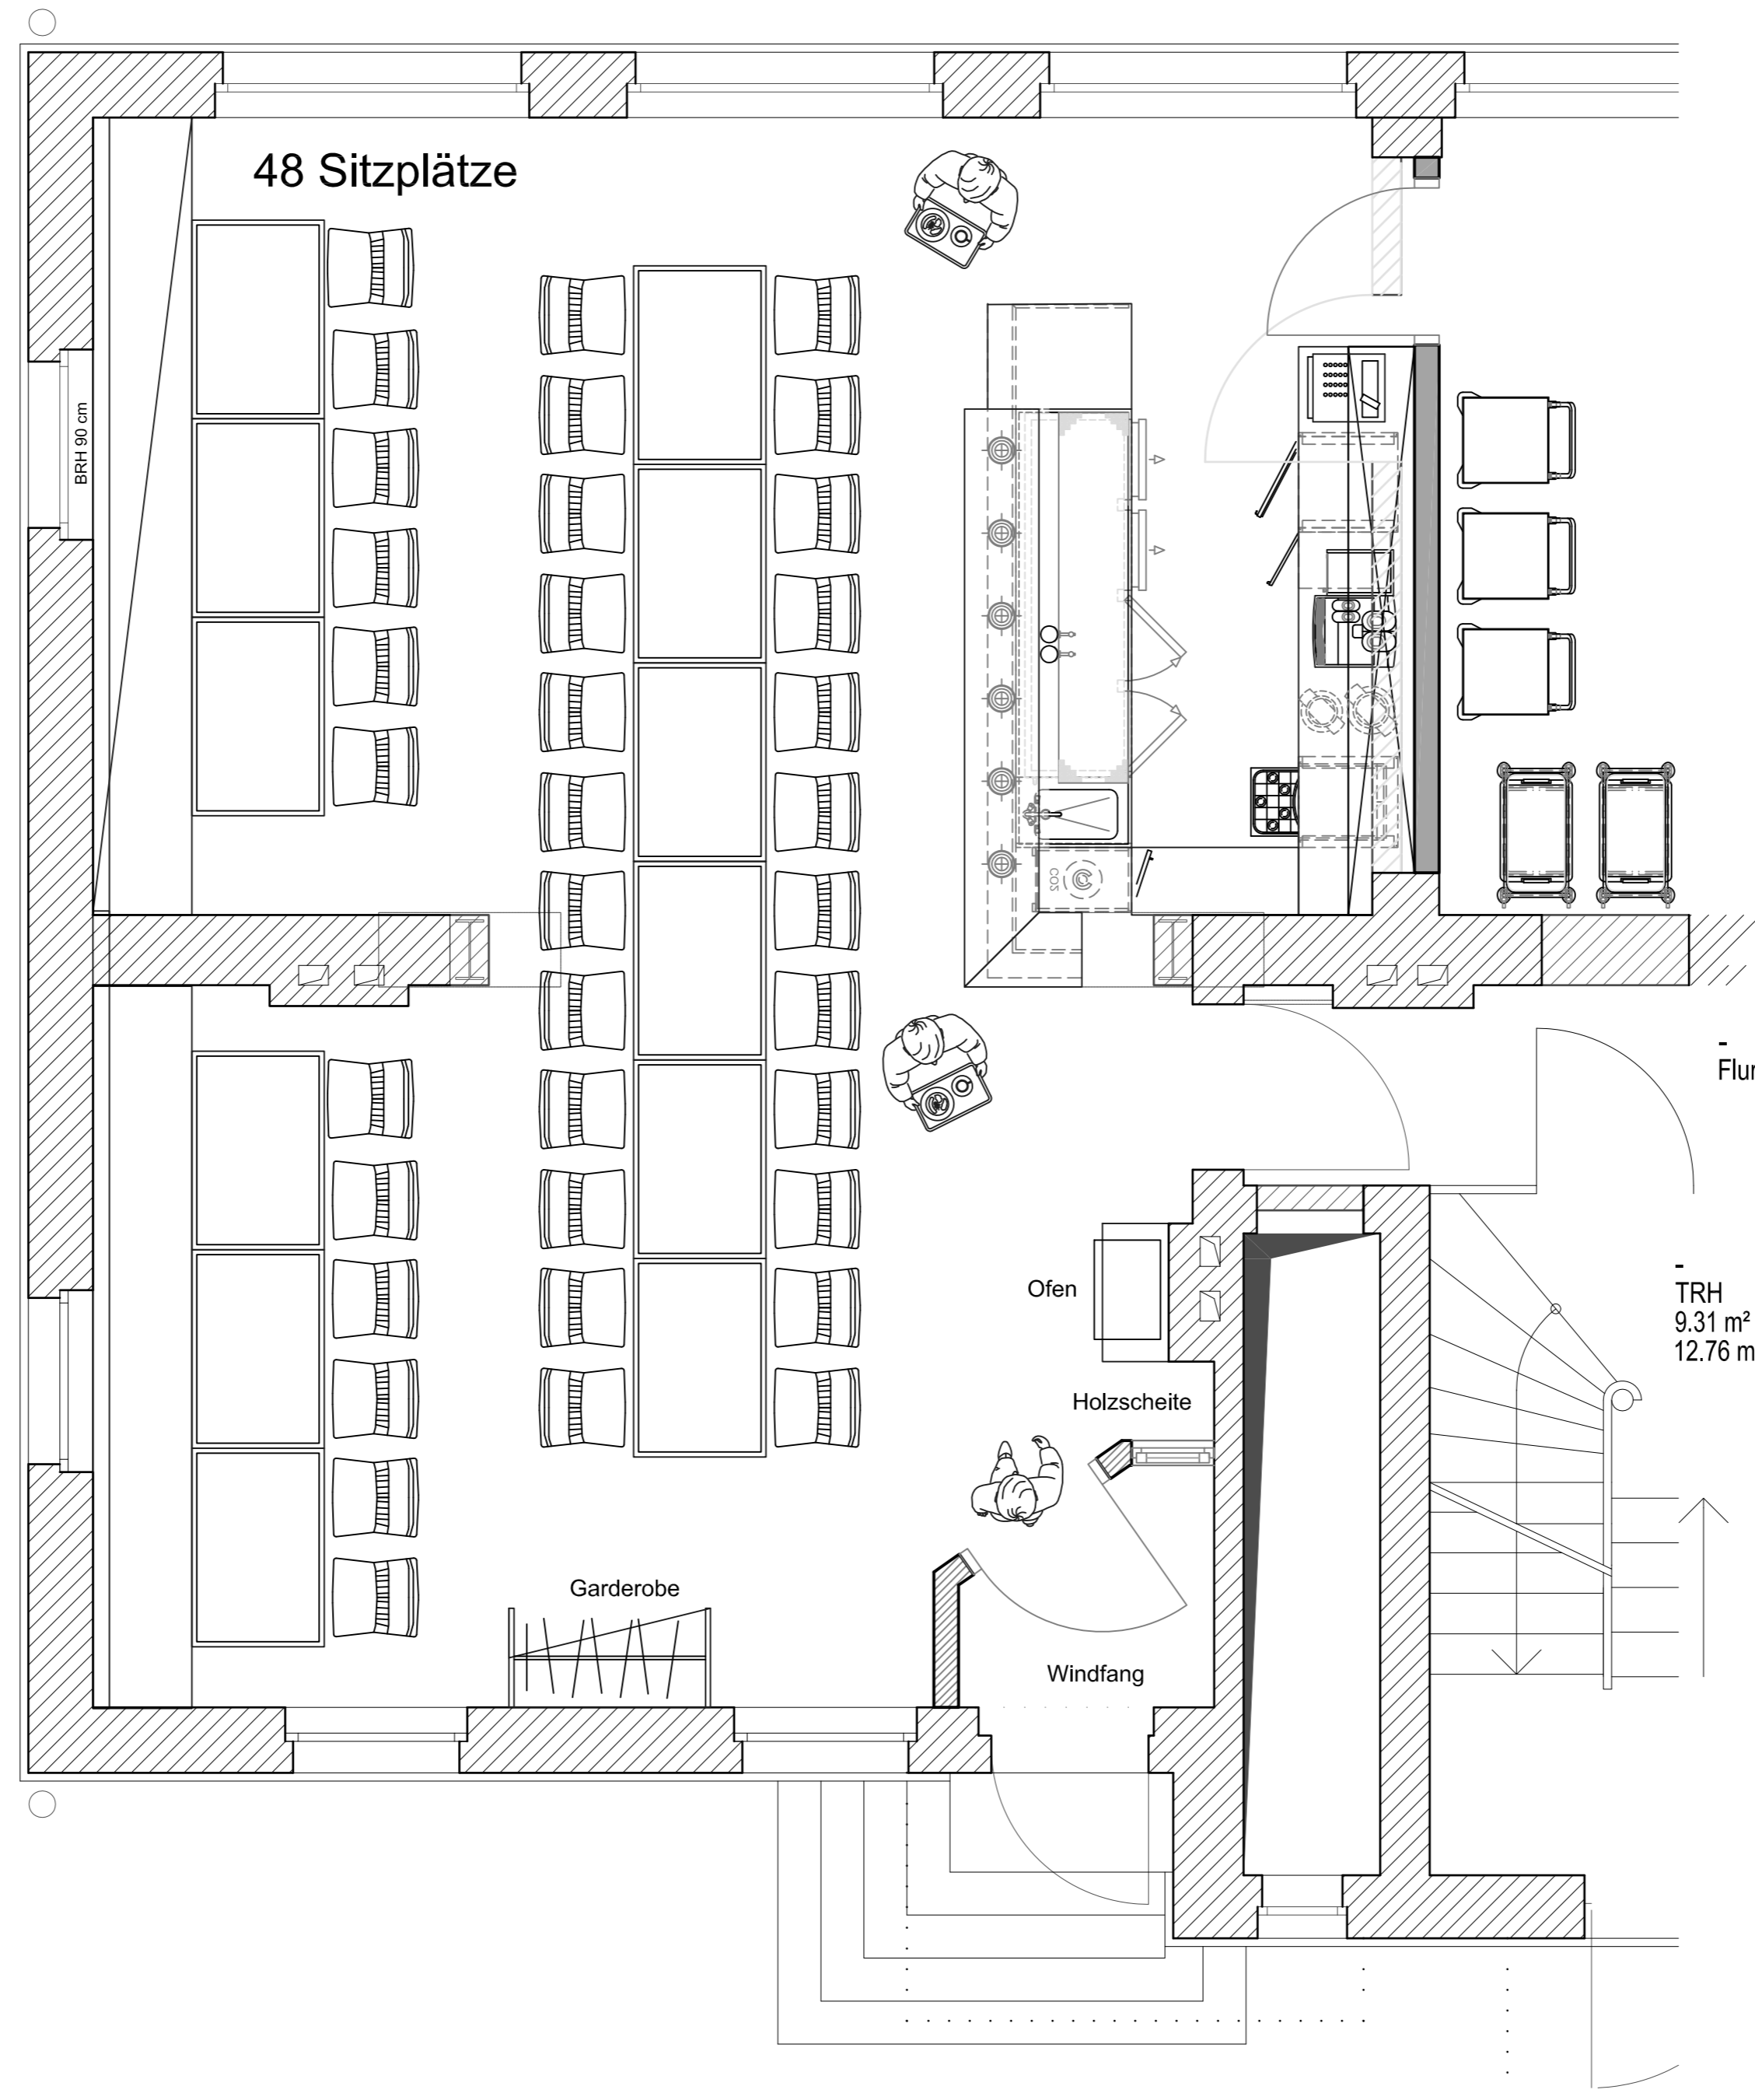 48 Sitzplätze
BRH 90 cm
CO2
-
Flur
Ofen
-
TRH
9.31 m²
12.76 m
Holzscheite
Garderobe
Windfang